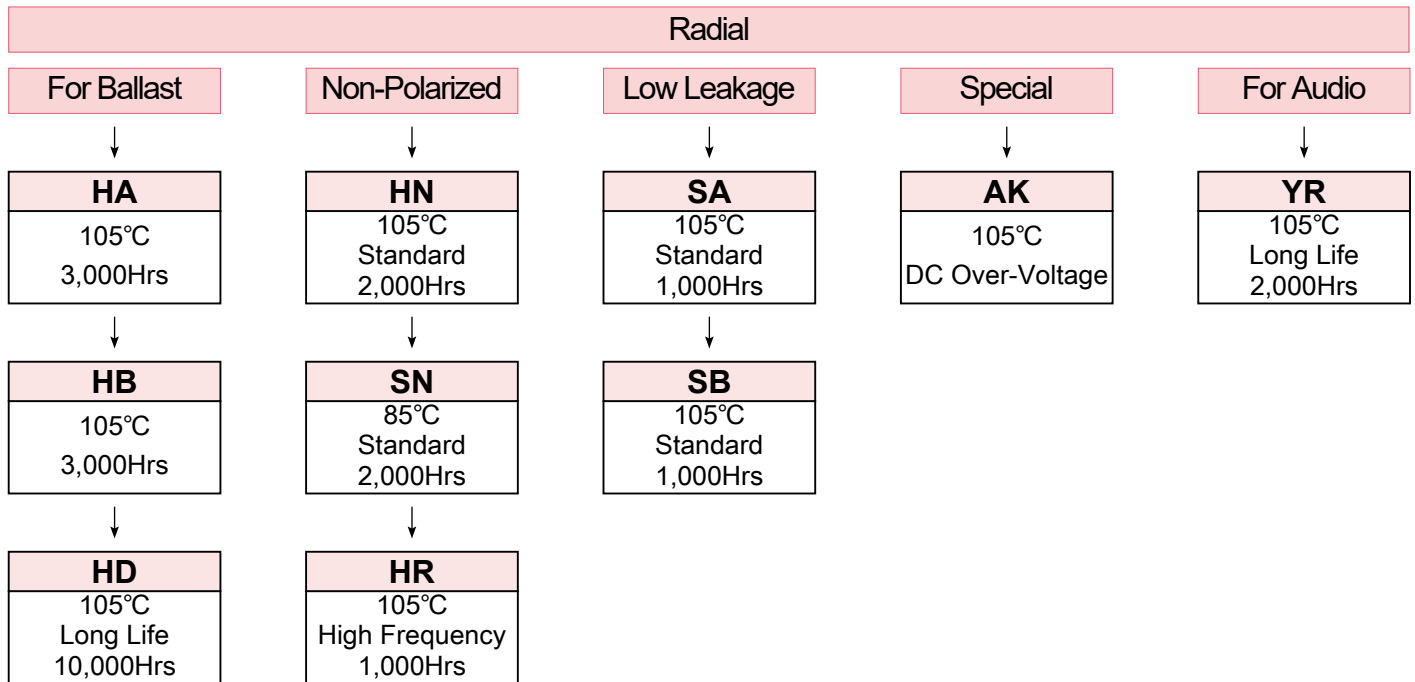 Radial
For Ballast
Non-Polarized
Low Leakage
Special
For Audio
HA
105℃
3,000Hrs
HB
105℃
3,000Hrs
HD
105℃
Long Life
10,000Hrs
HN
105℃
Standard
2,000Hrs
SN
85℃
Standard
2,000Hrs
HR
105℃
High Frequency
1,000Hrs
SA
105℃
Standard
1,000Hrs
SB
105℃
Standard
1,000Hrs
AK
105℃
DC Over-Voltage
YR
105℃
Long Life
2,000Hrs